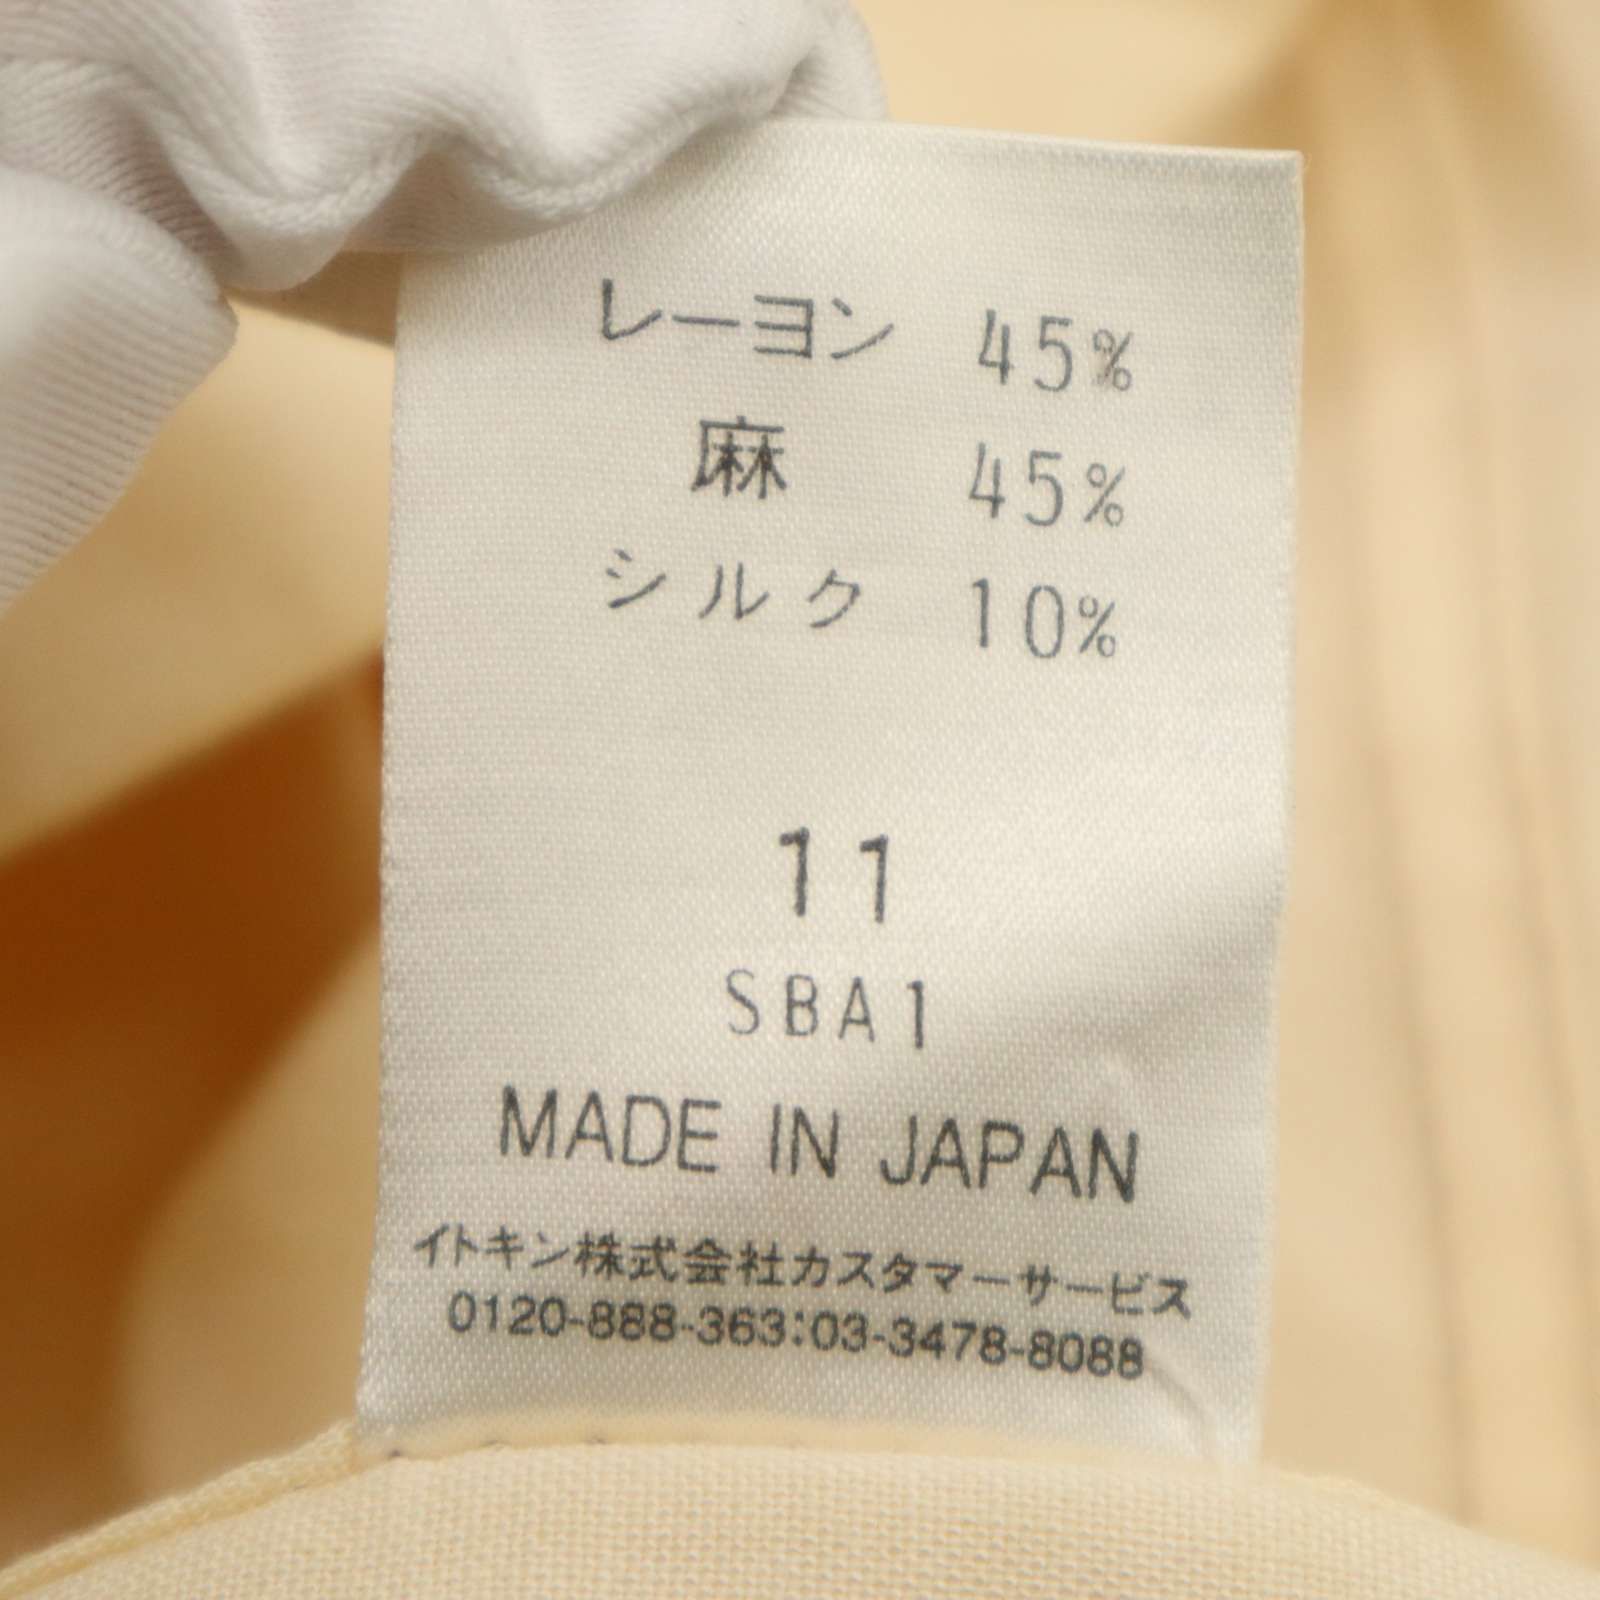 レーヨン 45%
麻 45%
シルク 10%
11
SBA1
MADE IN JAPAN
イトキン株式会社カスタマーサービス
0120-888-363:03-3478-8088